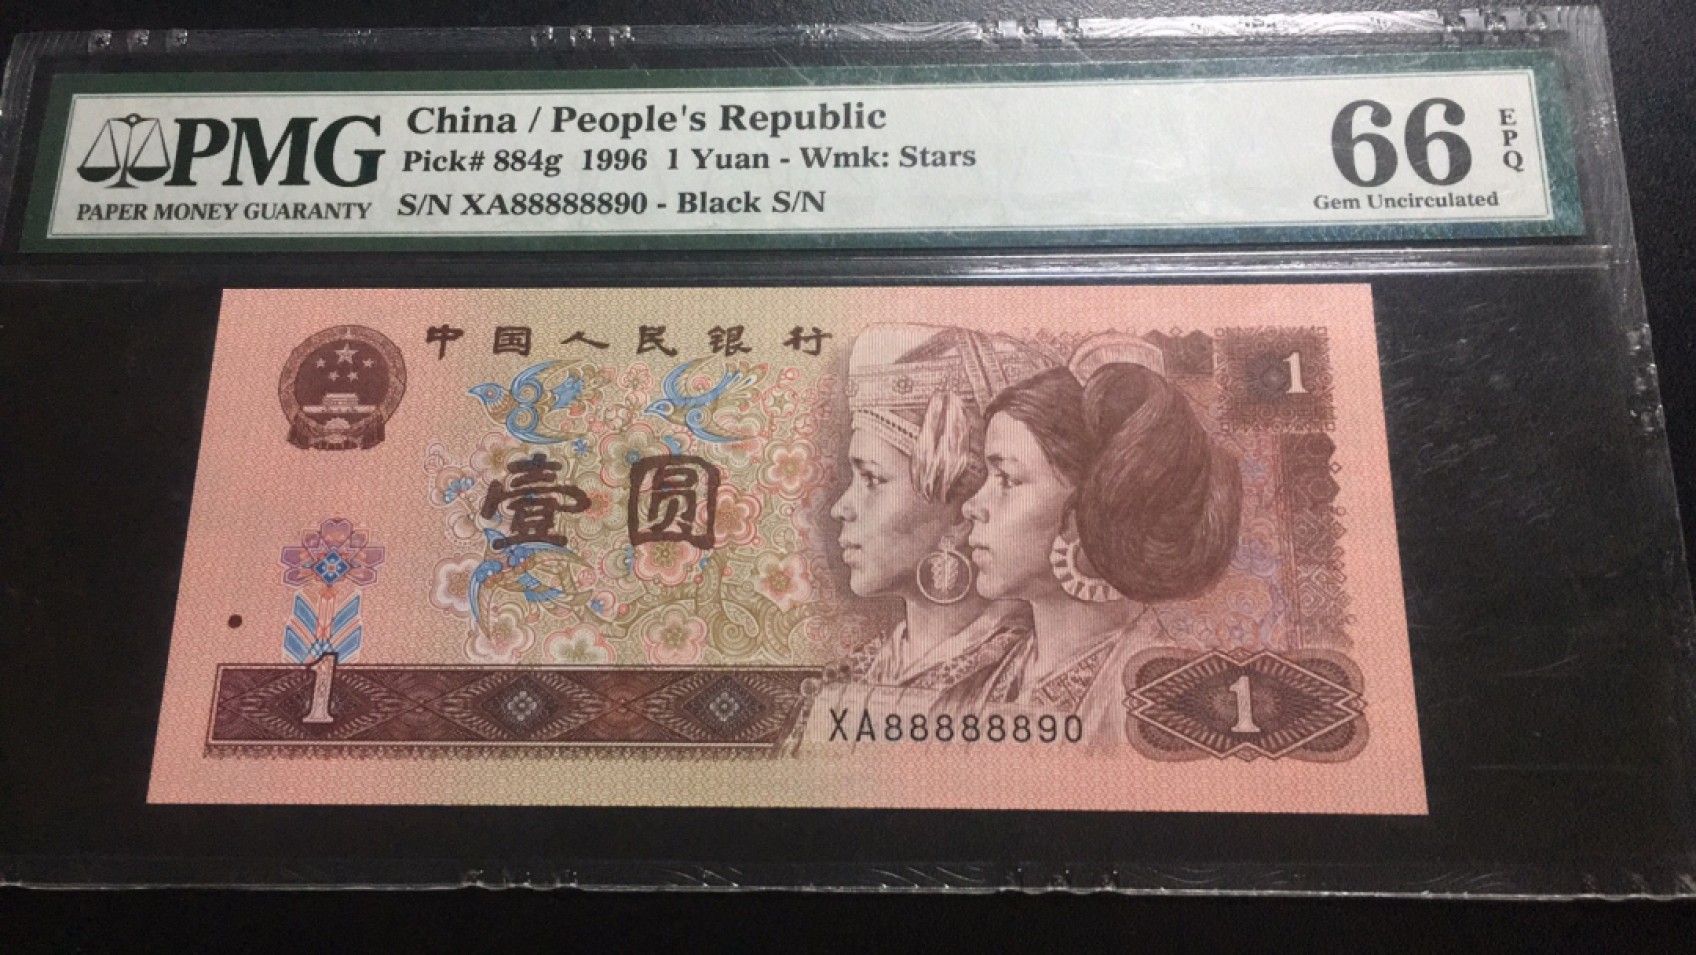 PMG
PAPER MONEY GUARANTY
China / People's Republic
Pick# 884g 1996 1 Yuan - Wmk: Stars
S/N XA88888890 - Black S/N
66
EPQ
Gem Uncirculated
中国人民银行
1
壹圆
1
XA88888890
1